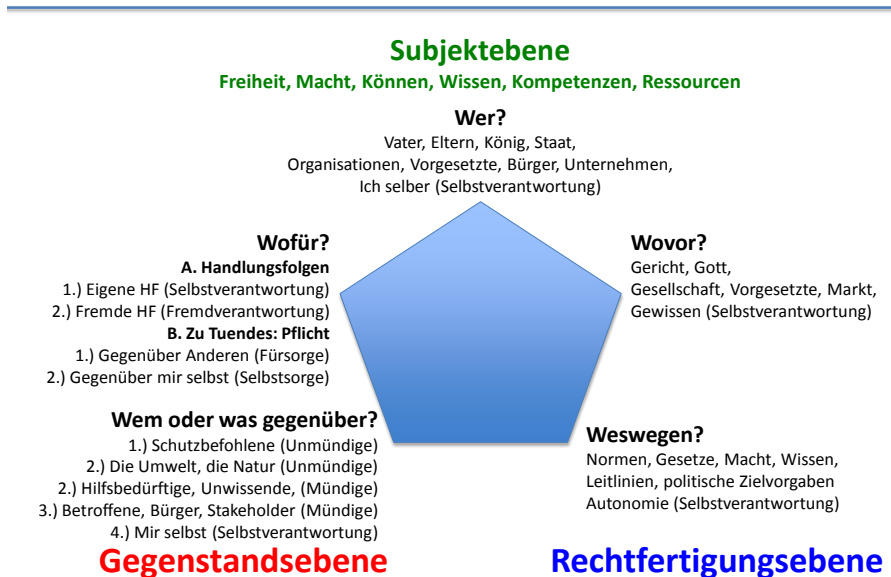 Subjektebene
Freiheit, Macht, Können, Wissen, Kompetenzen, Ressourcen
Wer?
Vater, Eltern, König, Staat,
Organisationen, Vorgesetzte, Bürger, Unternehmen,
Ich selber (Selbstverantwortung)
Wofür?
A. Handlungsfolgen
1.) Eigene HF (Selbstverantwortung)
2.) Fremde HF (Fremdverantwortung)
B. Zu Tuendes: Pflicht
1.) Gegenüber Anderen (Fürsorge)
2.) Gegenüber mir selbst (Selbstsorge)
Wovor?
Gericht, Gott,
Gesellschaft, Vorgesetzte, Markt,
Gewissen (Selbstverantwortung)
Wem oder was gegenüber?
1.) Schutzbefohlene (Unmündige)
2.) Die Umwelt, die Natur (Unmündige)
2.) Hilfsbedürftige, Unwissende, (Mündige)
3.) Betroffene, Bürger, Stakeholder (Mündige)
4.) Mir selbst (Selbstverantwortung)
Weswegen?
Normen, Gesetze, Macht, Wissen,
Leitlinien, politische Zielvorgaben
Autonomie (Selbstverantwortung)
Gegenstandsebene
Rechtfertigungsebene